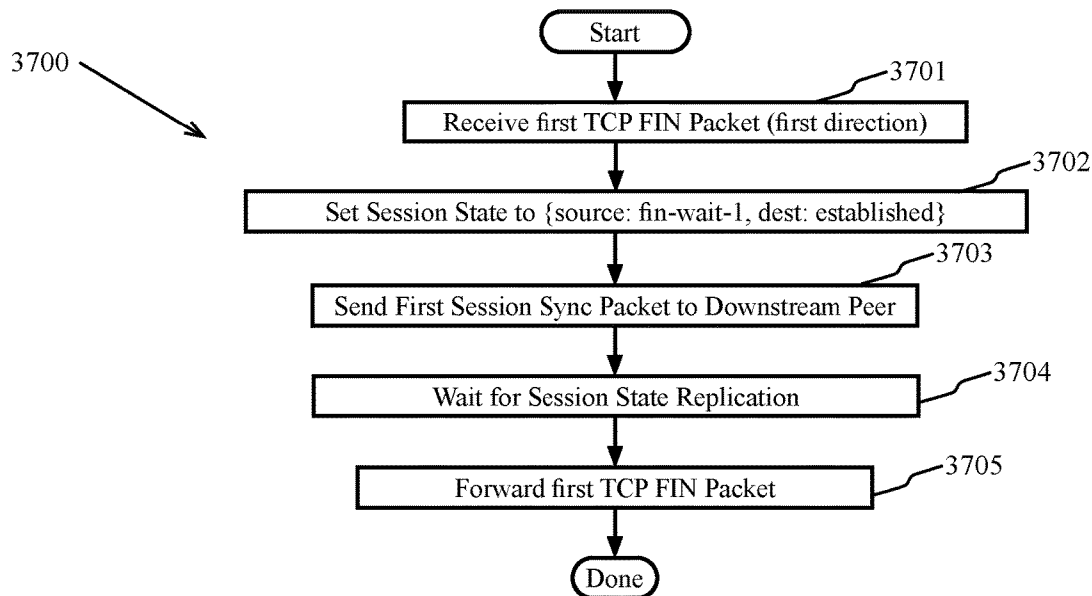 Start
3700
3701
Receive first TCP FIN Packet (first direction)
3702
Set Session State to {source: fin-wait-1, dest: established}
3703
Send First Session Sync Packet to Downstream Peer
3704
Wait for Session State Replication
3705
Forward first TCP FIN Packet
Done